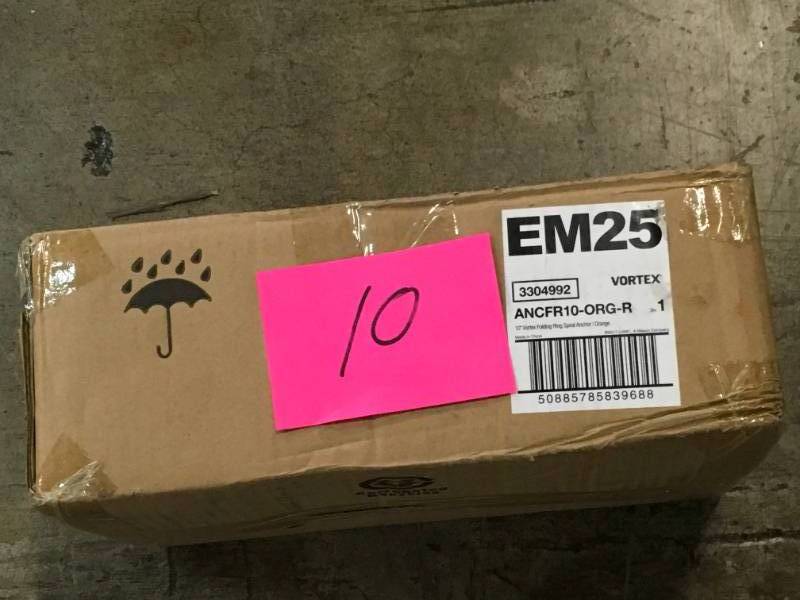 10
EM25
3304992 VORTEX
ANCFR10-ORG-R 1
10" Vortex Folding Ring Spiral Anchor / Orange
Made in China
50885785839688